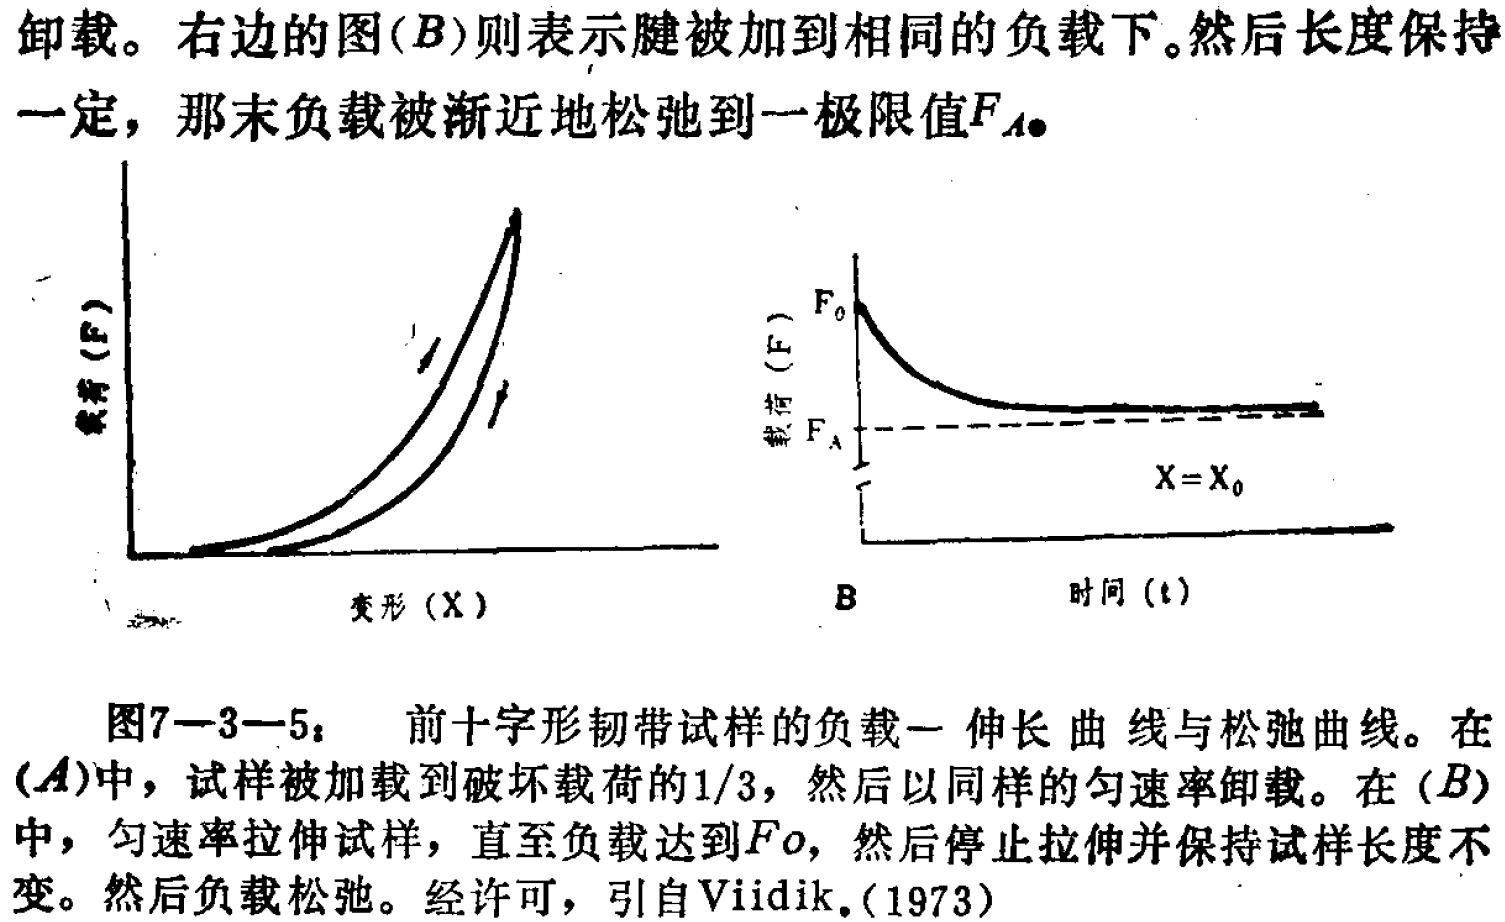 卸载。右边的图(B)则表示腱被加到相同的负载下。然后长度保持
一定，那末负载被渐近地松弛到一极限值F_A。
载荷(F)
变形(X)
载荷(F)
F₀
F_A
X=X₀
B
时间(t)
图7—3—5： 前十字形韧带试样的负载—伸长曲线与松弛曲线。在
(A)中，试样被加载到破坏载荷的1/3，然后以同样的匀速率卸载。在(B)
中，匀速率拉伸试样，直至负载达到Fo，然后停止拉伸并保持试样长度不
变。然后负载松弛。经许可，引自Viidik.(1973)